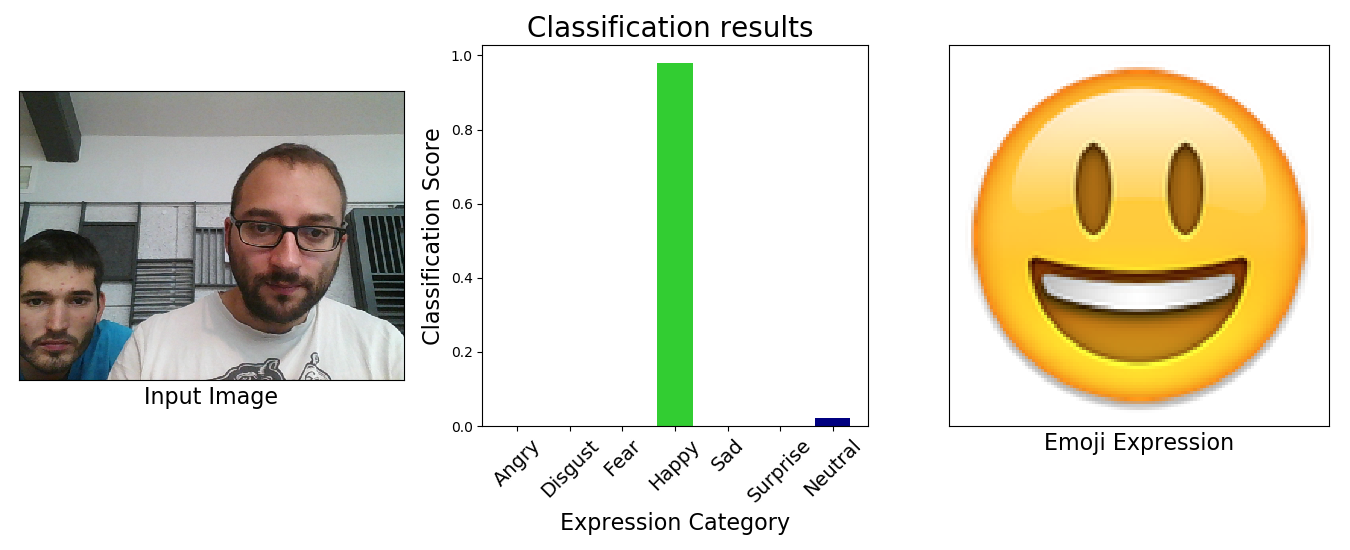 Classification results
1.0
0.8
0.6
0.4
0.2
0.0
Classification Score
Angry
Disgust
Fear
Happy
Sad
Surprise
Neutral
Expression Category
Input Image
Emoji Expression